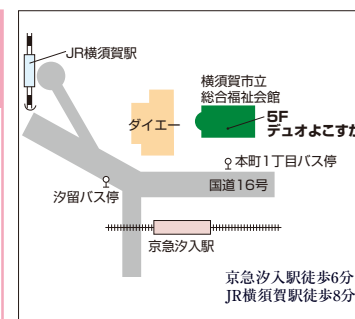 JR横須賀駅
横須賀市立
総合福祉会館
5F
デュオよこすか
ダイエー
本町1丁目バス停
汐留バス停
国道16号
京急汐入駅
京急汐入駅徒歩6分
JR横須賀駅徒歩8分